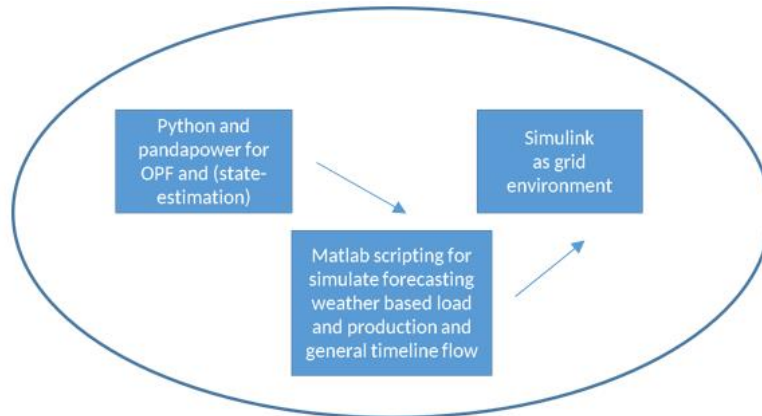 Python and
pandapower for
OPF and (state-
estimation)
Simulink
as grid
environment
Matlab scripting for
simulate forecasting
weather based load
and production and
general timeline flow